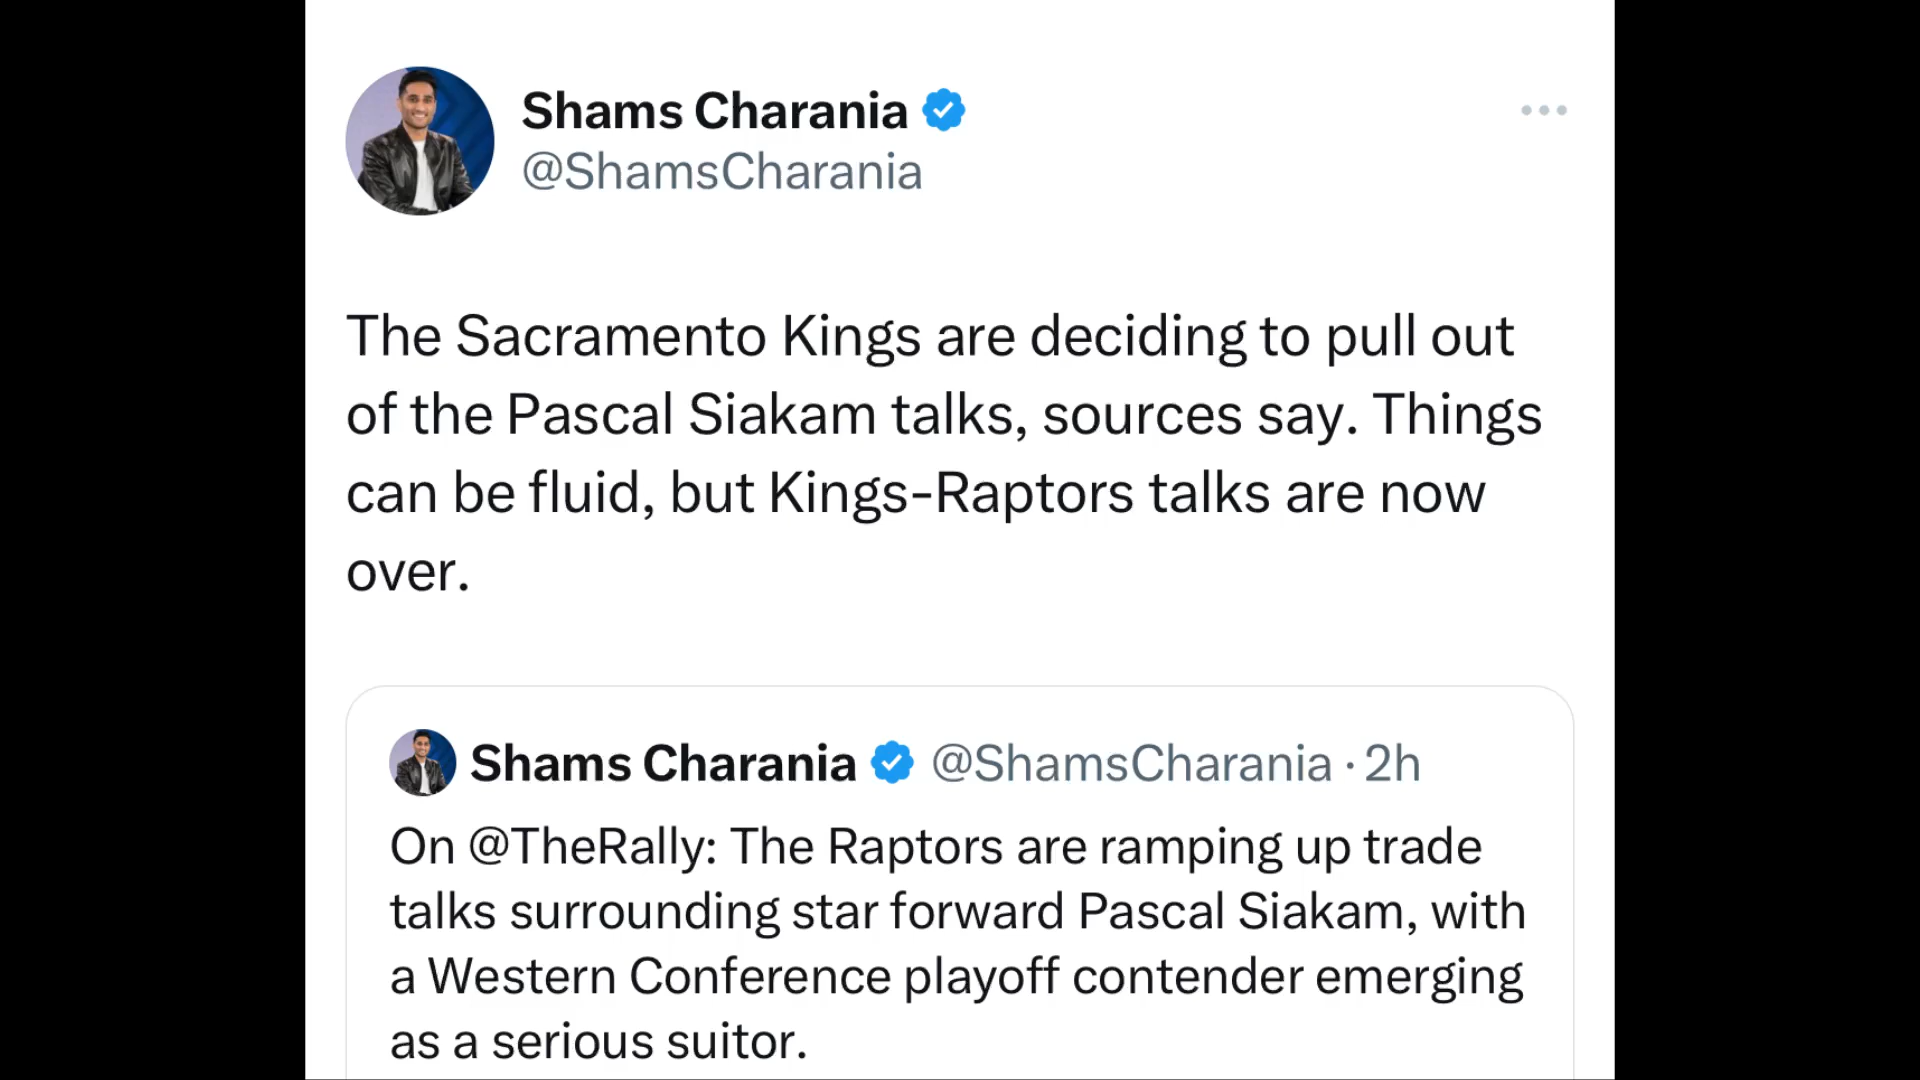 Shams Charania
@ShamsCharania
The Sacramento Kings are deciding to pull out
of the Pascal Siakam talks, sources say. Things
can be fluid, but Kings-Raptors talks are now
over.
Shams Charania @ShamsCharania · 2h
On @TheRally: The Raptors are ramping up trade
talks surrounding star forward Pascal Siakam, with
a Western Conference playoff contender emerging
as a serious suitor.